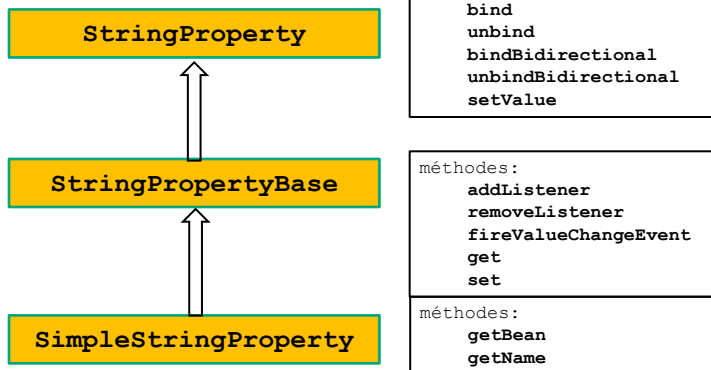 StringProperty
bind
unbind
bindBidirectional
unbindBidirectional
setValue
StringPropertyBase
méthodes:
addListener
removeListener
fireValueChangeEvent
get
set
SimpleStringProperty
méthodes:
getBean
getName